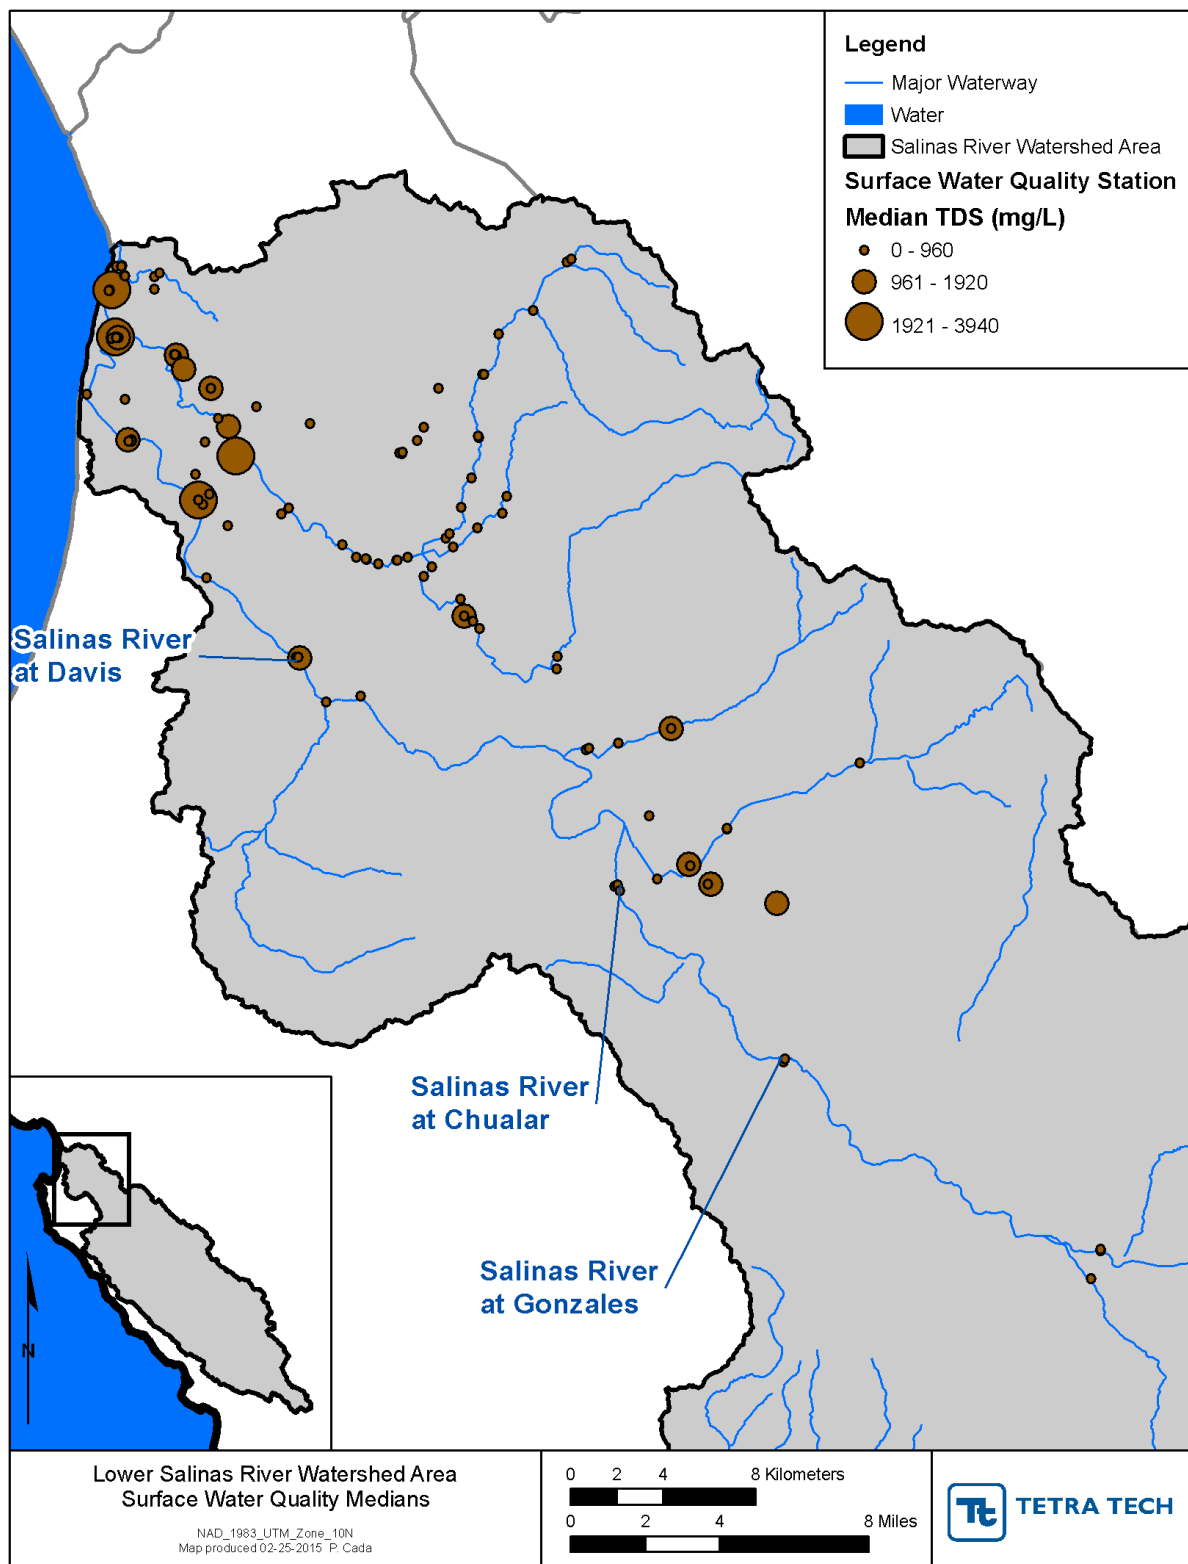 Legend
Major Waterway
Water
Salinas River Watershed Area
Surface Water Quality Station
Median TDS (mg/L)
0 - 960
961 - 1920
1921 - 3940
Salinas River
at Davis
Salinas River
at Chualar
Salinas River
at Gonzales
N
Lower Salinas River Watershed Area
Surface Water Quality Medians
NAD_1983_UTM_Zone_10N
Map produced 02-25-2015 P. Cada
0 2 4 8 Kilometers
0 2 4 8 Miles
Tt TETRA TECH